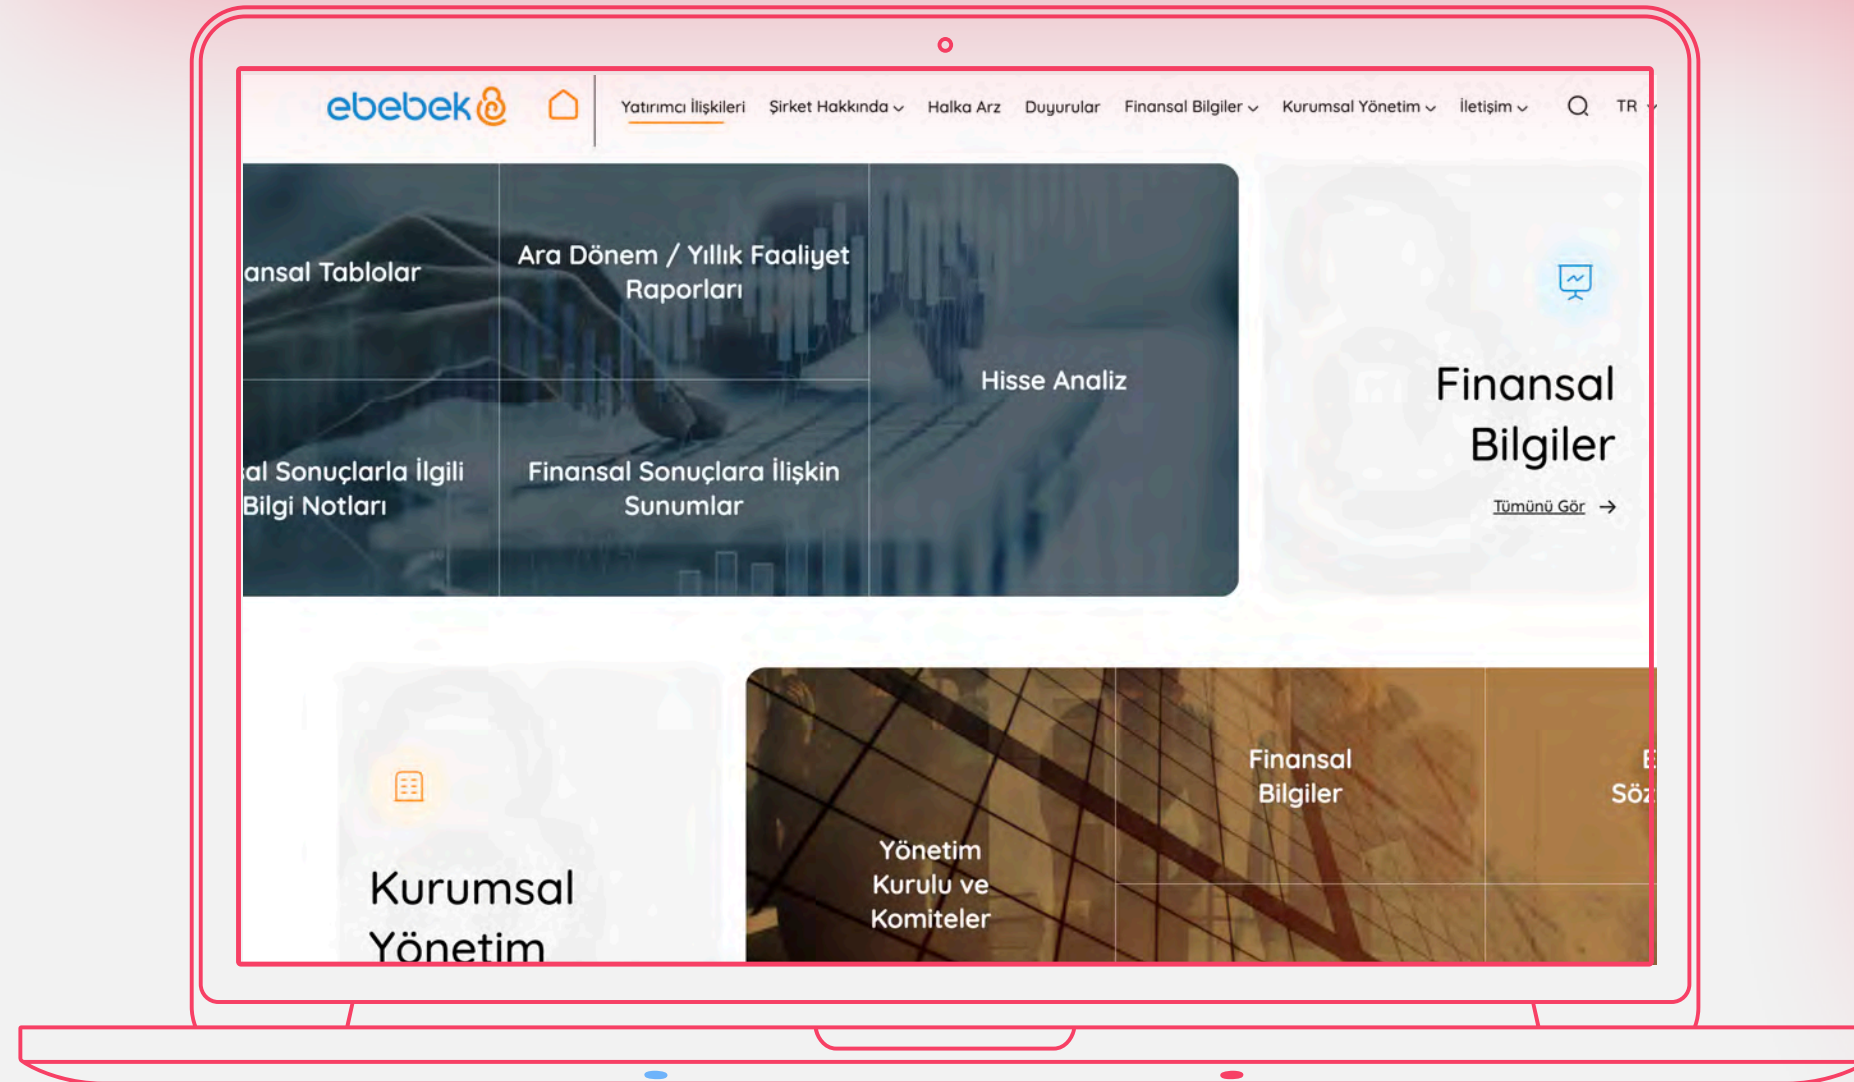 ebebek
Yatırımcı İlişkileri Şirket Hakkında Halka Arz Duyurular Finansal Bilgiler Kurumsal Yönetim İletişim TR
ansal Tablolar
Ara Dönem / Yıllık Faaliyet
Raporları
al Sonuçlarla İlgili
Bilgi Notları
Finansal Sonuçlara İlişkin
Sunumlar
Hisse Analiz
Finansal
Bilgiler
Tümünü Gör
Kurumsal
Yönetim
Yönetim
Kurulu ve
Komiteler
Finansal
Bilgiler
Söz